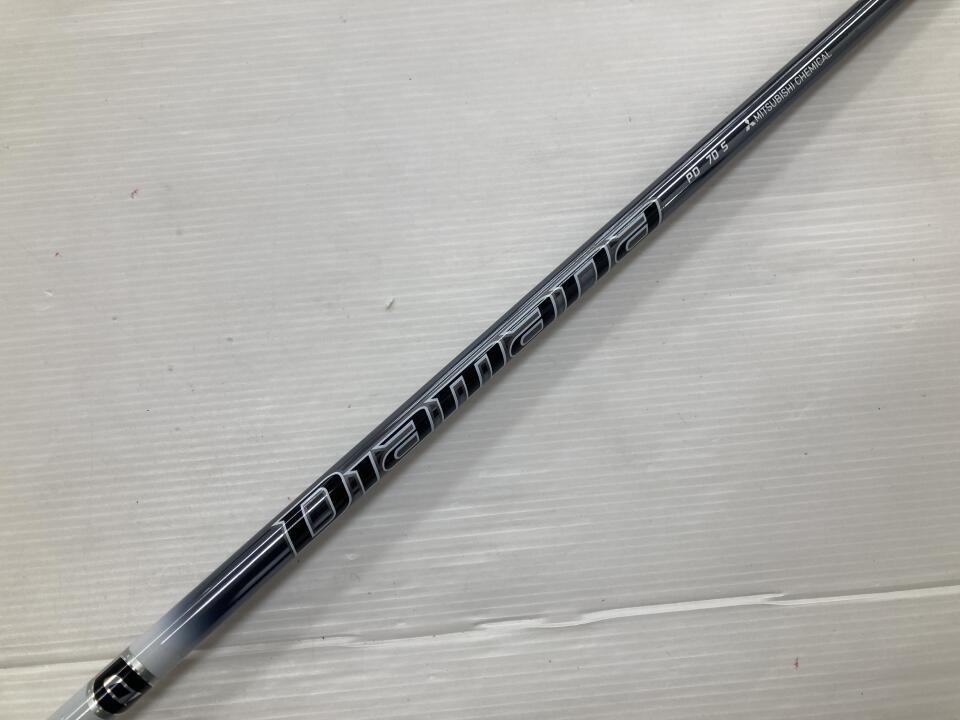 Diamana
PD 70 S
MITSUBISHI CHEMICAL
D